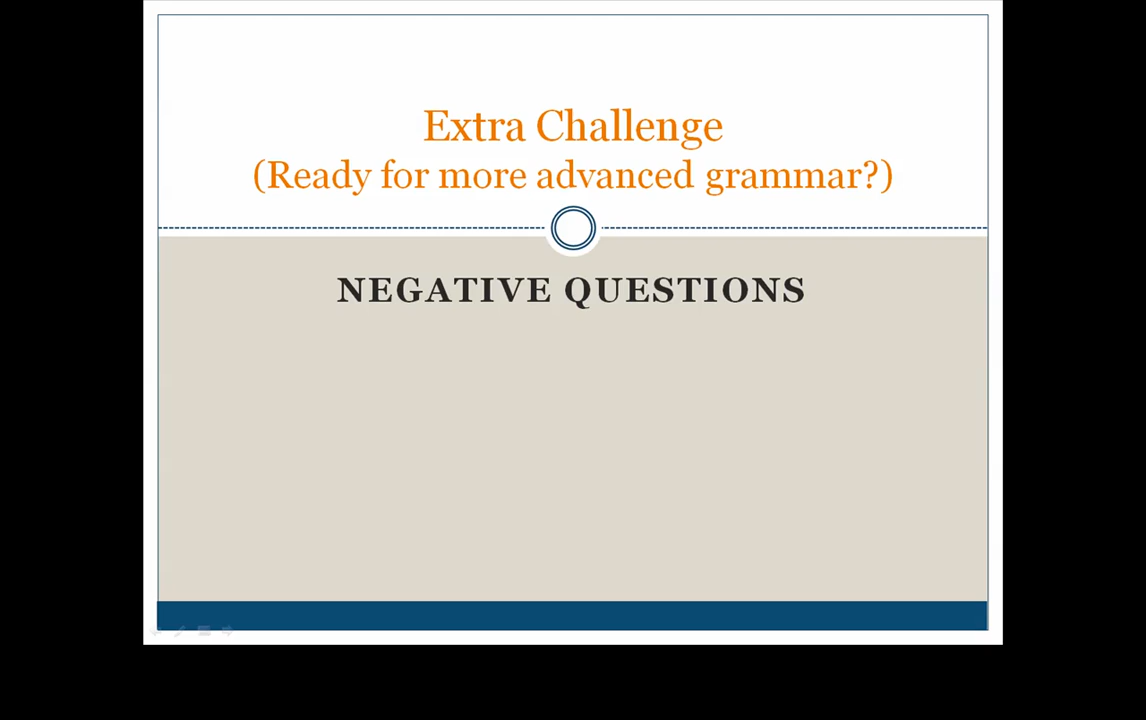 Extra Challenge
(Ready for more advanced grammar?)
NEGATIVE QUESTIONS